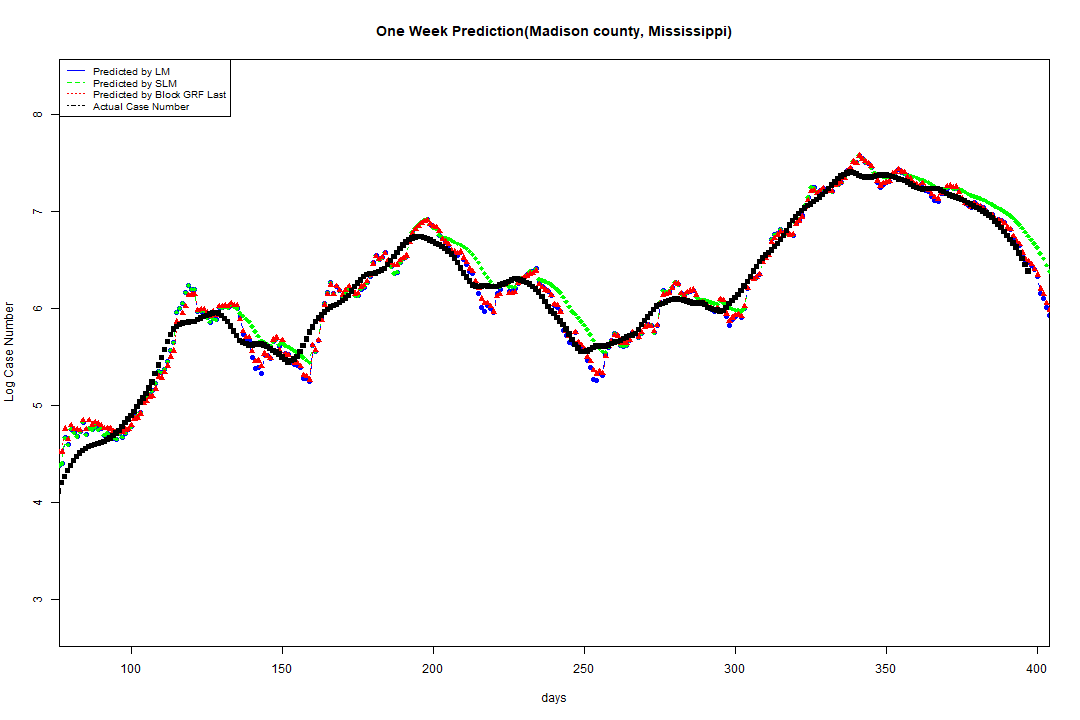 One Week Prediction(Madison county, Mississippi)
Predicted by LM
Predicted by SLM
Predicted by Block GRF Last
Actual Case Number
8
7
6
5
4
3
Log Case Number
100 150 200 250 300 350 400
days